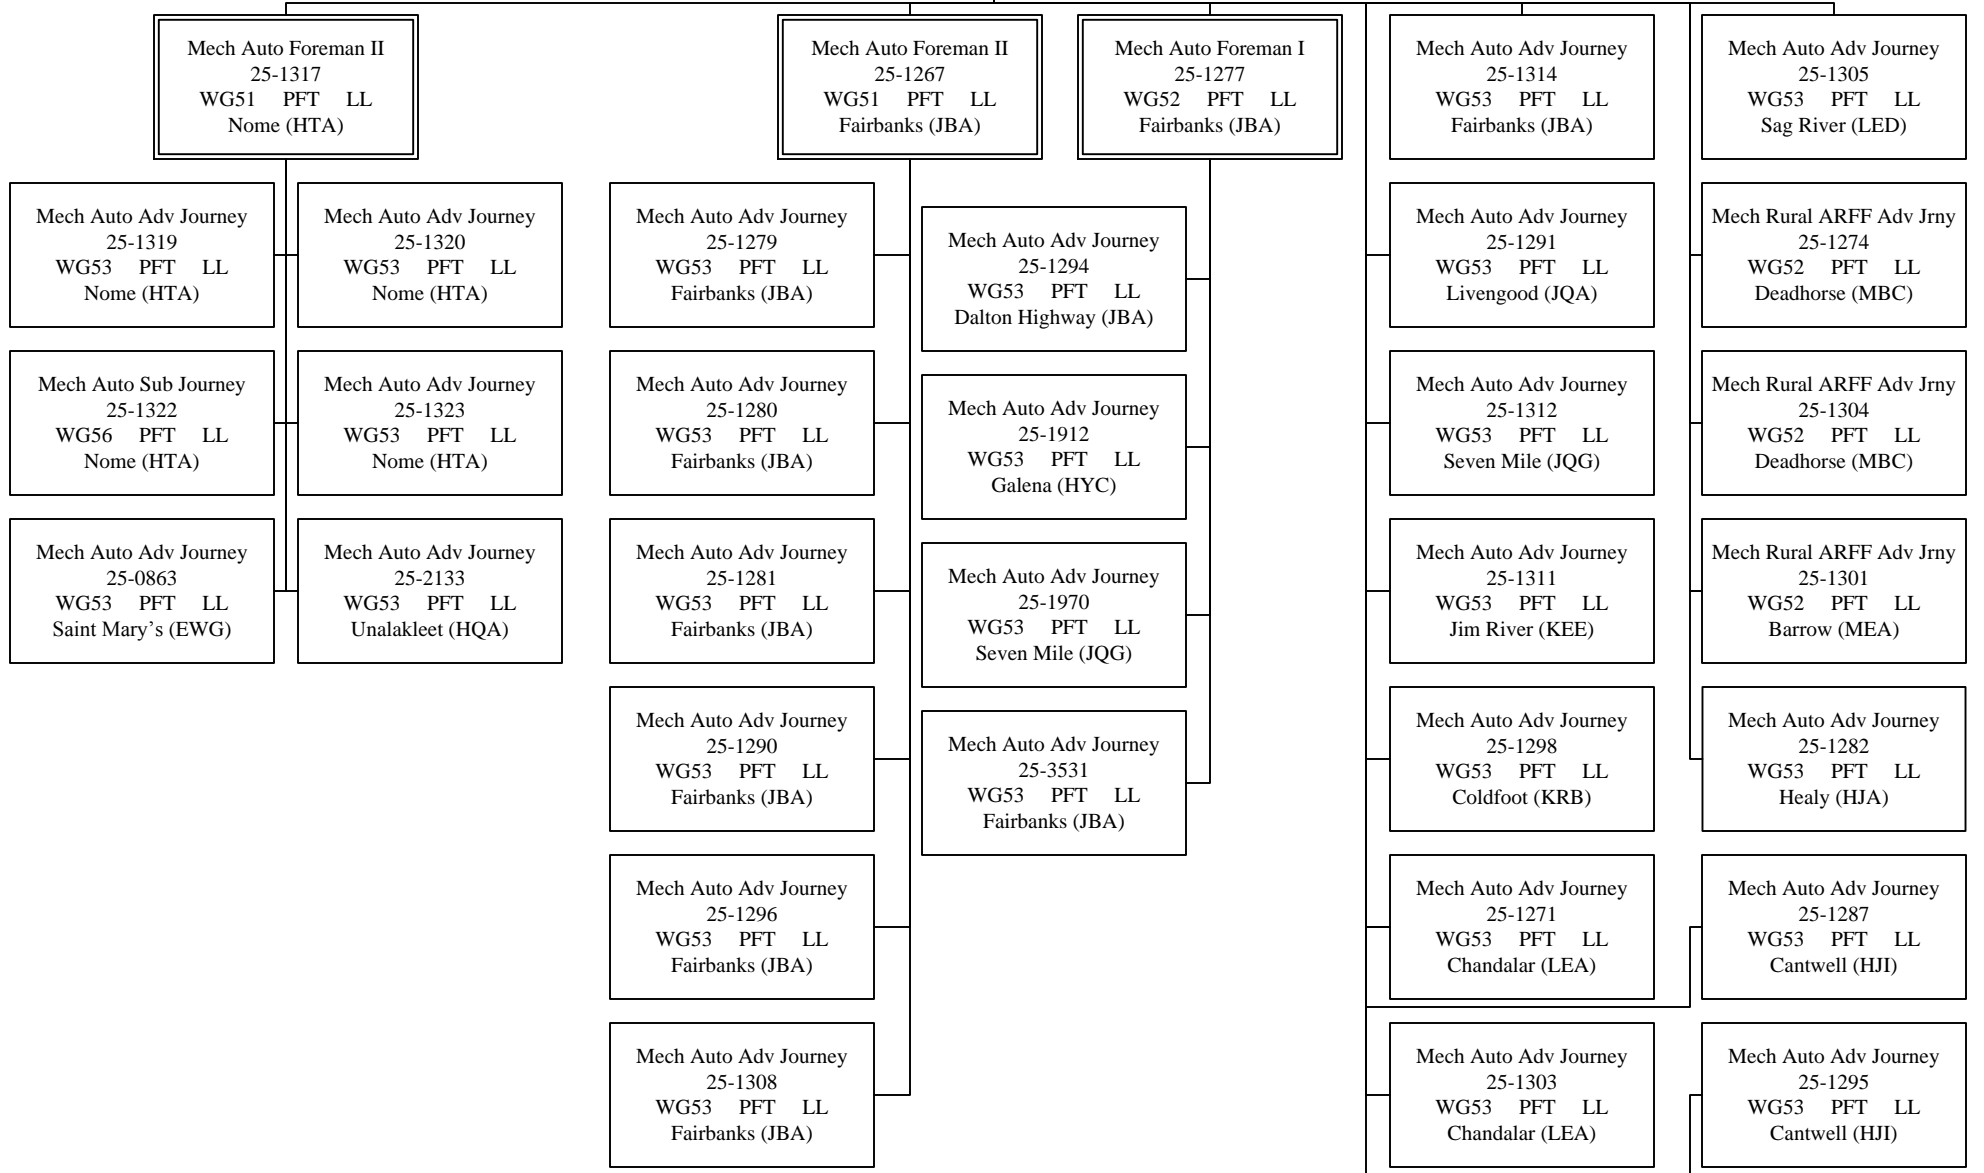 Mech Auto Foreman II
25-1317
WG51 PFT LL
Nome (HTA)
Mech Auto Foreman II
25-1267
WG51 PFT LL
Fairbanks (JBA)
Mech Auto Foreman I
25-1277
WG52 PFT LL
Fairbanks (JBA)
Mech Auto Adv Journey
25-1314
WG53 PFT LL
Fairbanks (JBA)
Mech Auto Adv Journey
25-1305
WG53 PFT LL
Sag River (LED)
Mech Auto Adv Journey
25-1319
WG53 PFT LL
Nome (HTA)
Mech Auto Adv Journey
25-1320
WG53 PFT LL
Nome (HTA)
Mech Auto Sub Journey
25-1322
WG56 PFT LL
Nome (HTA)
Mech Auto Adv Journey
25-1323
WG53 PFT LL
Nome (HTA)
Mech Auto Adv Journey
25-0863
WG53 PFT LL
Saint Mary’s (EWG)
Mech Auto Adv Journey
25-2133
WG53 PFT LL
Unalakleet (HQA)
Mech Auto Adv Journey
25-1279
WG53 PFT LL
Fairbanks (JBA)
Mech Auto Adv Journey
25-1280
WG53 PFT LL
Fairbanks (JBA)
Mech Auto Adv Journey
25-1281
WG53 PFT LL
Fairbanks (JBA)
Mech Auto Adv Journey
25-1290
WG53 PFT LL
Fairbanks (JBA)
Mech Auto Adv Journey
25-1296
WG53 PFT LL
Fairbanks (JBA)
Mech Auto Adv Journey
25-1308
WG53 PFT LL
Fairbanks (JBA)
Mech Auto Adv Journey
25-1294
WG53 PFT LL
Dalton Highway (JBA)
Mech Auto Adv Journey
25-1912
WG53 PFT LL
Galena (HYC)
Mech Auto Adv Journey
25-1970
WG53 PFT LL
Seven Mile (JQG)
Mech Auto Adv Journey
25-3531
WG53 PFT LL
Fairbanks (JBA)
Mech Auto Adv Journey
25-1291
WG53 PFT LL
Livengood (JQA)
Mech Auto Adv Journey
25-1312
WG53 PFT LL
Seven Mile (JQG)
Mech Auto Adv Journey
25-1311
WG53 PFT LL
Jim River (KEE)
Mech Auto Adv Journey
25-1298
WG53 PFT LL
Coldfoot (KRB)
Mech Auto Adv Journey
25-1271
WG53 PFT LL
Chandalar (LEA)
Mech Auto Adv Journey
25-1303
WG53 PFT LL
Chandalar (LEA)
Mech Rural ARFF Adv Jrny
25-1274
WG52 PFT LL
Deadhorse (MBC)
Mech Rural ARFF Adv Jrny
25-1304
WG52 PFT LL
Deadhorse (MBC)
Mech Rural ARFF Adv Jrny
25-1301
WG52 PFT LL
Barrow (MEA)
Mech Auto Adv Journey
25-1282
WG53 PFT LL
Healy (HJA)
Mech Auto Adv Journey
25-1287
WG53 PFT LL
Cantwell (HJI)
Mech Auto Adv Journey
25-1295
WG53 PFT LL
Cantwell (HJI)